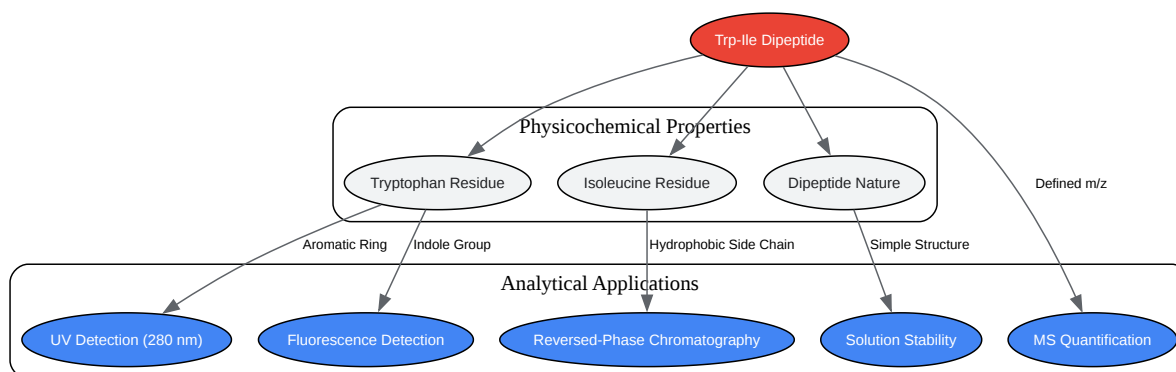 Trp-Ile Dipeptide
Physicochemical Properties
Tryptophan Residue
Isoleucine Residue
Dipeptide Nature
Defined m/z
Aromatic Ring
Indole Group
Hydrophobic Side Chain
Simple Structure
Analytical Applications
UV Detection (280 nm)
Fluorescence Detection
Reversed-Phase Chromatography
Solution Stability
MS Quantification